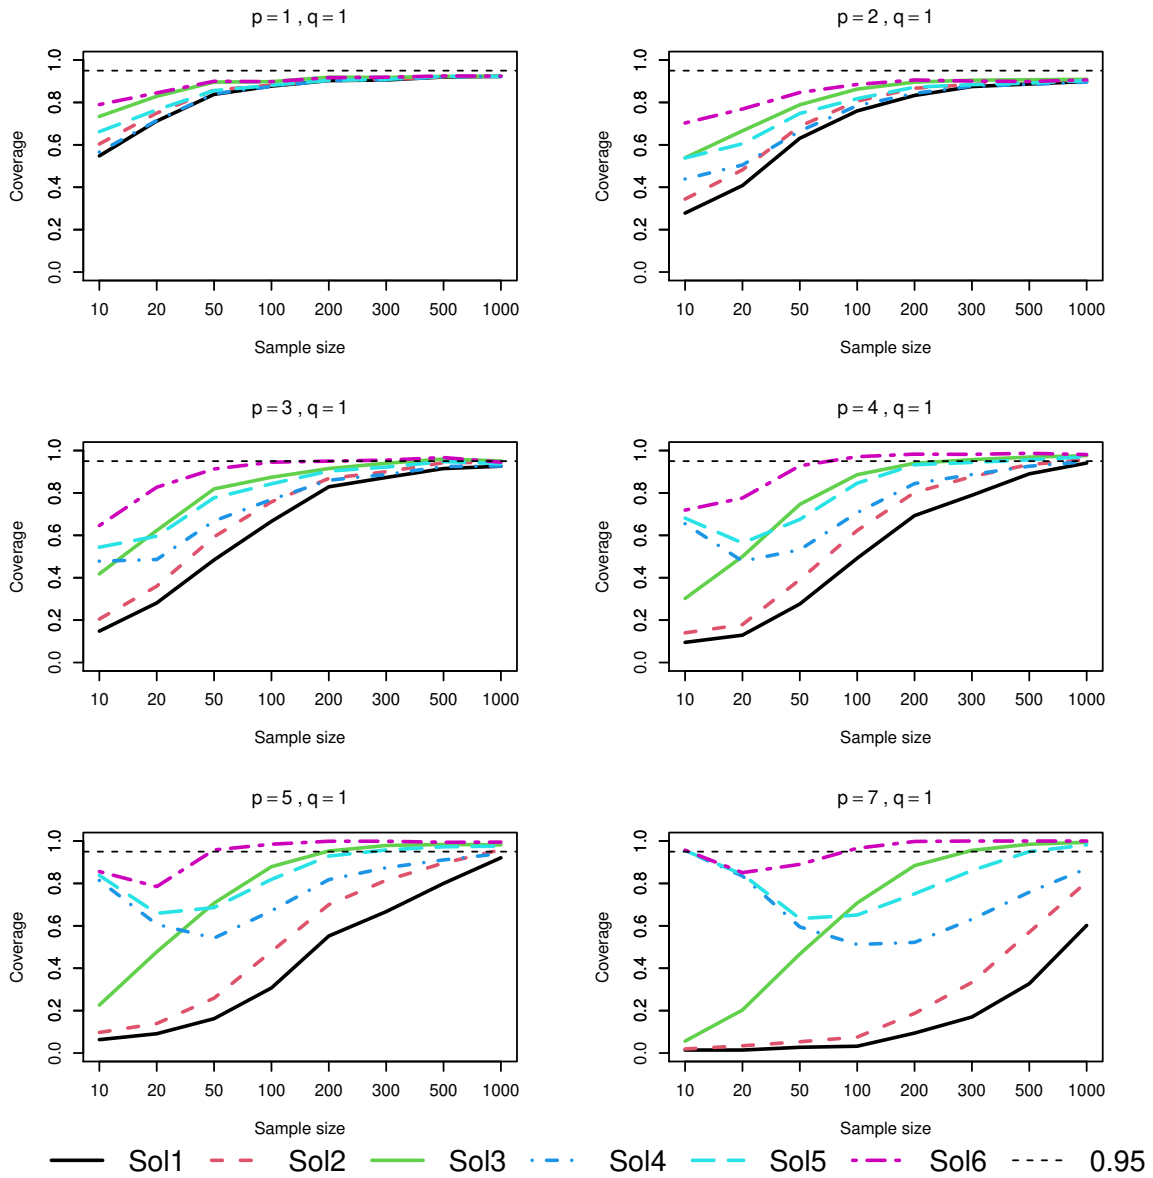 p = 1 , q = 1
Coverage
0.0 0.2 0.4 0.6 0.8 1.0
10 20 50 100 200 300 500 1000
Sample size
p = 2 , q = 1
Coverage
0.0 0.2 0.4 0.6 0.8 1.0
10 20 50 100 200 300 500 1000
Sample size
p = 3 , q = 1
Coverage
0.0 0.2 0.4 0.6 0.8 1.0
10 20 50 100 200 300 500 1000
Sample size
p = 4 , q = 1
Coverage
0.0 0.2 0.4 0.6 0.8 1.0
10 20 50 100 200 300 500 1000
Sample size
p = 5 , q = 1
Coverage
0.0 0.2 0.4 0.6 0.8 1.0
10 20 50 100 200 300 500 1000
Sample size
p = 7 , q = 1
Coverage
0.0 0.2 0.4 0.6 0.8 1.0
10 20 50 100 200 300 500 1000
Sample size
Sol1 Sol2 Sol3 Sol4 Sol5 Sol6 0.95